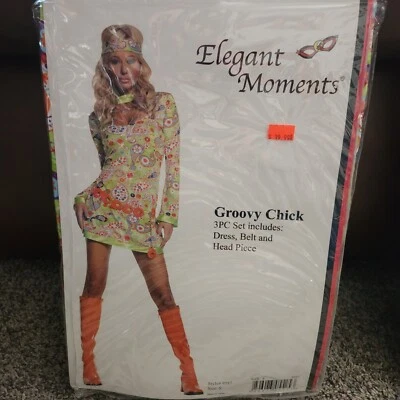 Elegant
Moments®
Groovy Chick
3PC Set includes:
Dress, Belt and
Head Piece